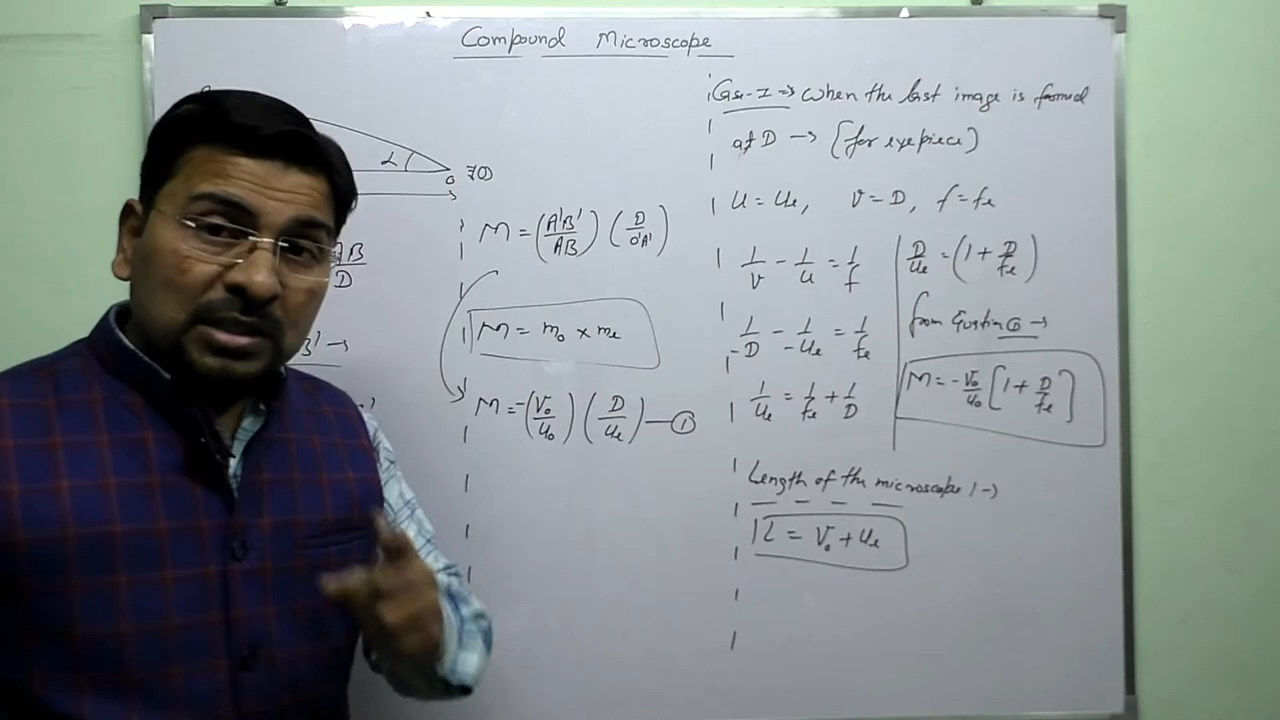 Compound Microscope
α
O
AB/D
B' →
M = (A'B'/AB) (D/O'A')
M = m₀ × mₑ
M = -(V₀/u₀) (D/uₑ) — ①
Case-I → when the last image is formed
at D → (for eyepiece)
u = uₑ, v = D, f = fₑ
1/v - 1/u = 1/f
1/-D - 1/-uₑ = 1/fₑ
1/uₑ = 1/fₑ + 1/D
D/uₑ = (1 + D/fₑ)
from ① →
M = -V₀/u₀ [1 + D/fₑ]
Length of the microscope :→
L = V₀ + uₑ